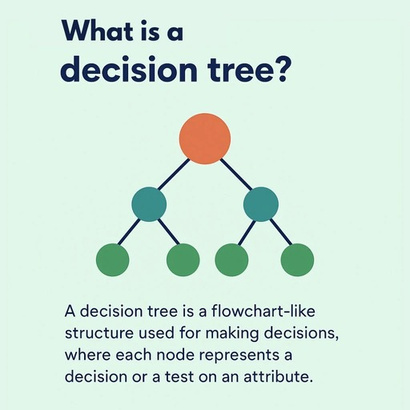 What is a
decision tree?
A decision tree is a flowchart-like
structure used for making decisions,
where each node represents a
decision or a test on an attribute.